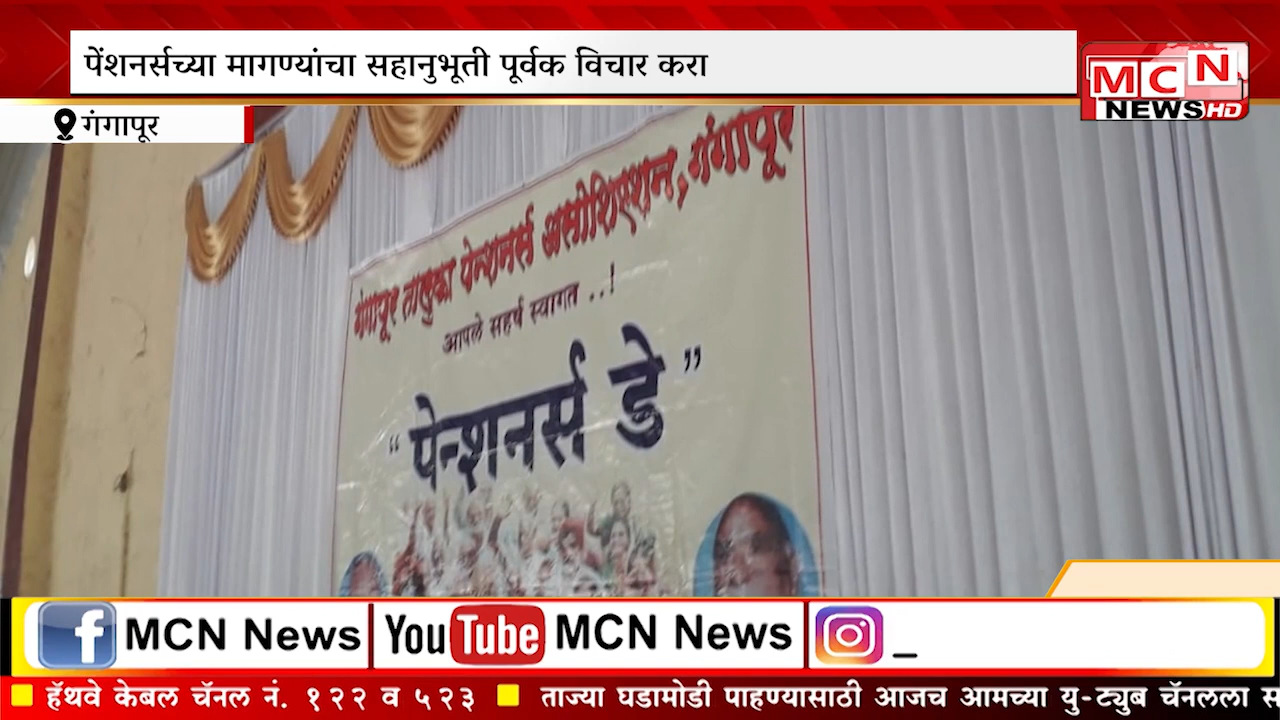 पेंशनर्सच्या मागण्यांचा सहानुभूती पूर्वक विचार करा
MCN
NEWS HD
गंगापूर
गंगापूर तालुका पेन्शनर्स असोशिएशन, गंगापूर
आपले सहर्ष स्वागत ..!
“पेन्शनर्स डे”
f MCN News
YouTube MCN News
_
हॅथवे केबल चॅनल नं. १२२ व ५२३ ताज्या घडामोडी पाहण्यासाठी आजच आमच्या यु-ट्युब चॅनलला